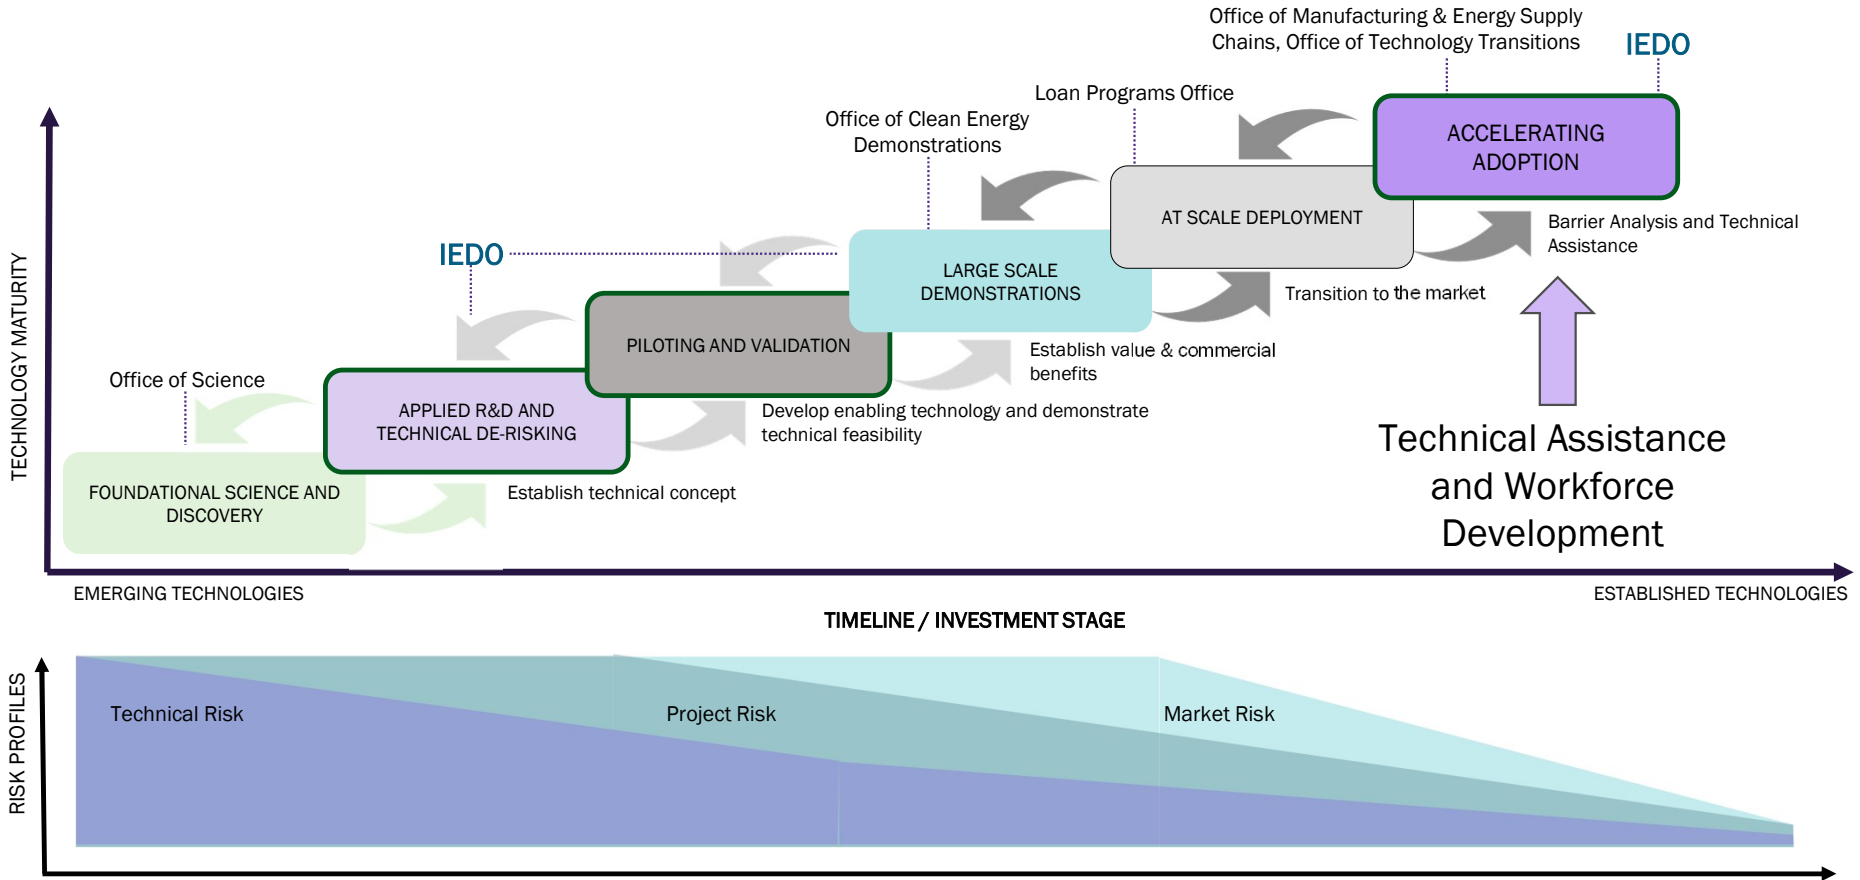 Office of Manufacturing & Energy Supply
Chains, Office of Technology Transitions
IEDO
Loan Programs Office
Office of Clean Energy
Demonstrations
ACCELERATING
ADOPTION
AT SCALE DEPLOYMENT
Barrier Analysis and Technical
Assistance
IEDO
LARGE SCALE
DEMONSTRATIONS
Transition to the market
PILOTING AND VALIDATION
Establish value & commercial
benefits
Office of Science
APPLIED R&D AND
TECHNICAL DE-RISKING
Develop enabling technology and demonstrate
technical feasibility
Technical Assistance
and Workforce
Development
FOUNDATIONAL SCIENCE AND
DISCOVERY
Establish technical concept
TECHNOLOGY MATURITY
EMERGING TECHNOLOGIES
ESTABLISHED TECHNOLOGIES
TIMELINE / INVESTMENT STAGE
RISK PROFILES
Technical Risk
Project Risk
Market Risk